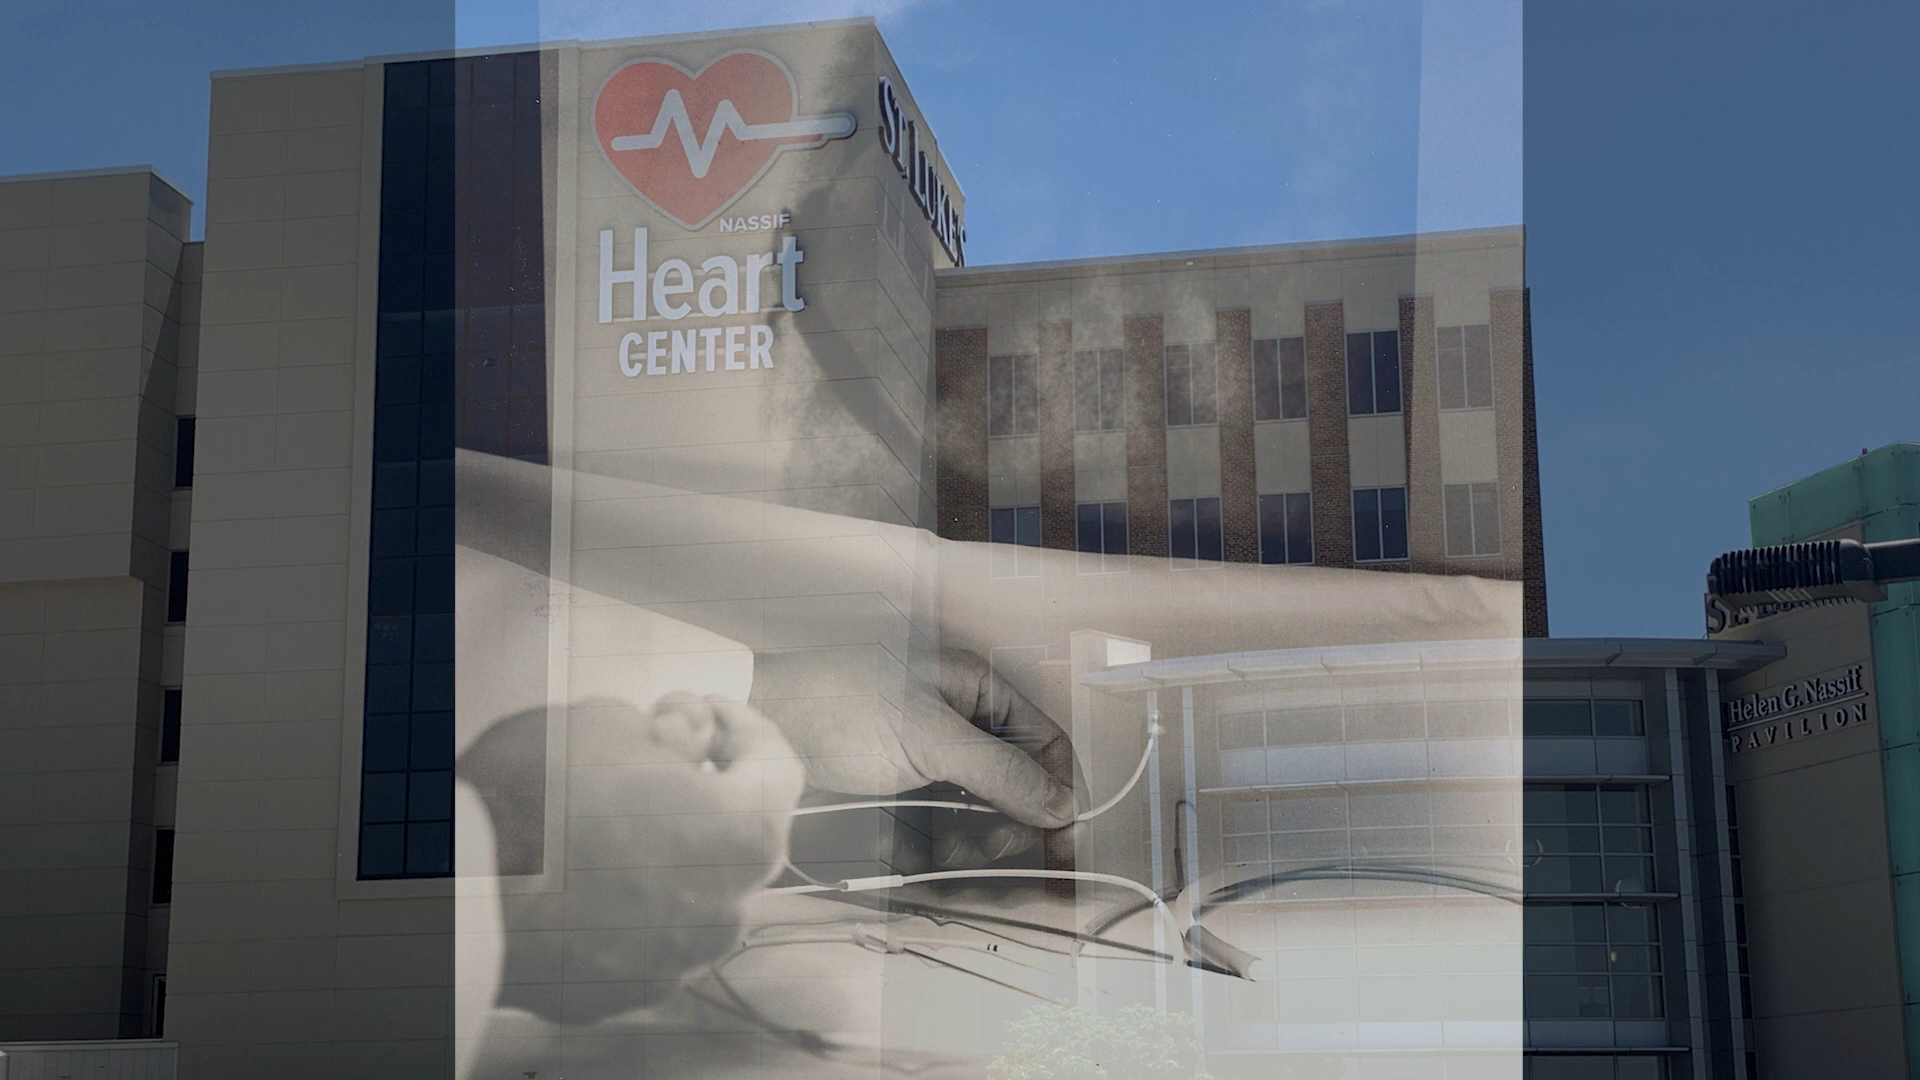 NASSIF
Heart
CENTER
ST. LUKE'S
Helen G. Nassif
PAVILION